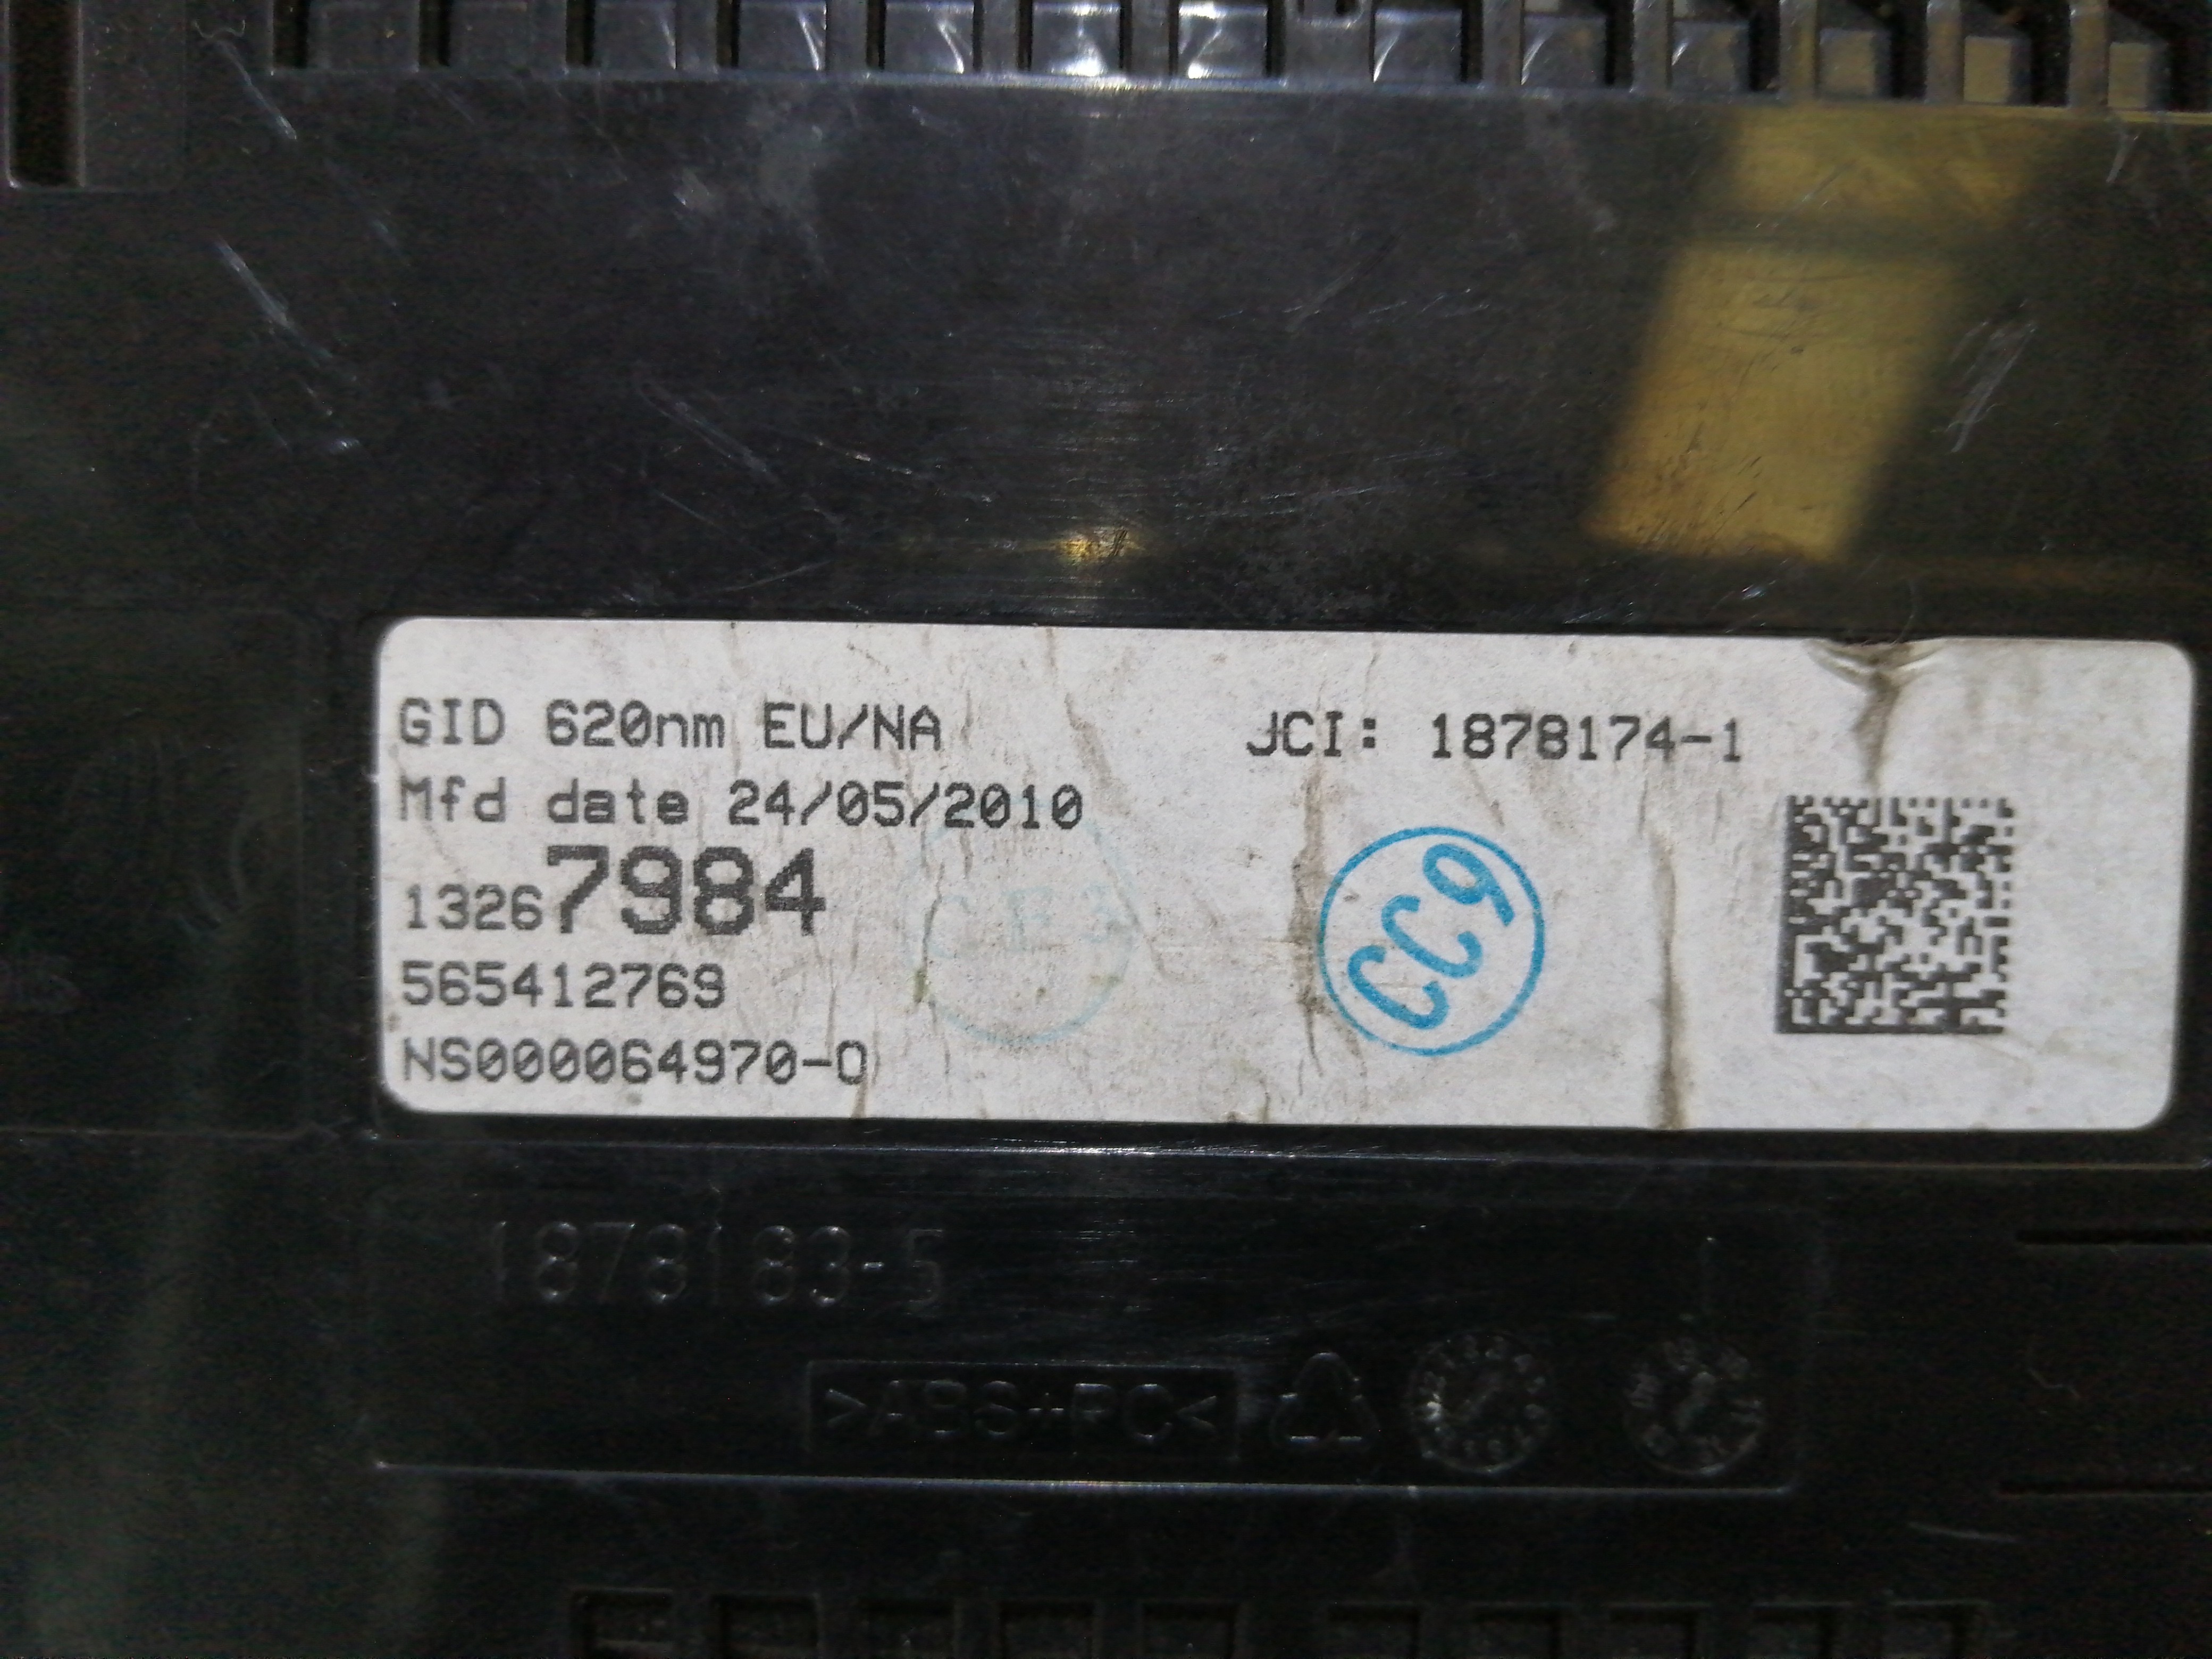 GID 620nm EU/NA
JCI: 1878174-1
Mfd date 24/05/2010
13267984
565412769
NS000064970-0
CC9
1878183-5
>ABS+PC<